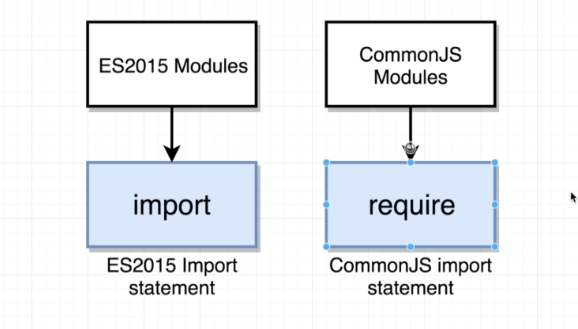 ES2015 Modules
CommonJS
Modules
import
require
ES2015 Import
statement
CommonJS import
statement